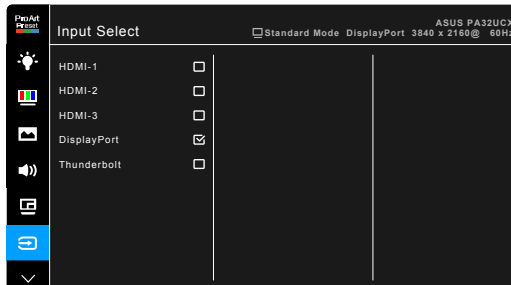 ProArt
Preset
Input Select
ASUS PA32UCX
Standard Mode DisplayPort 3840 x 2160@ 60Hz
HDMI-1
HDMI-2
HDMI-3
DisplayPort
Thunderbolt